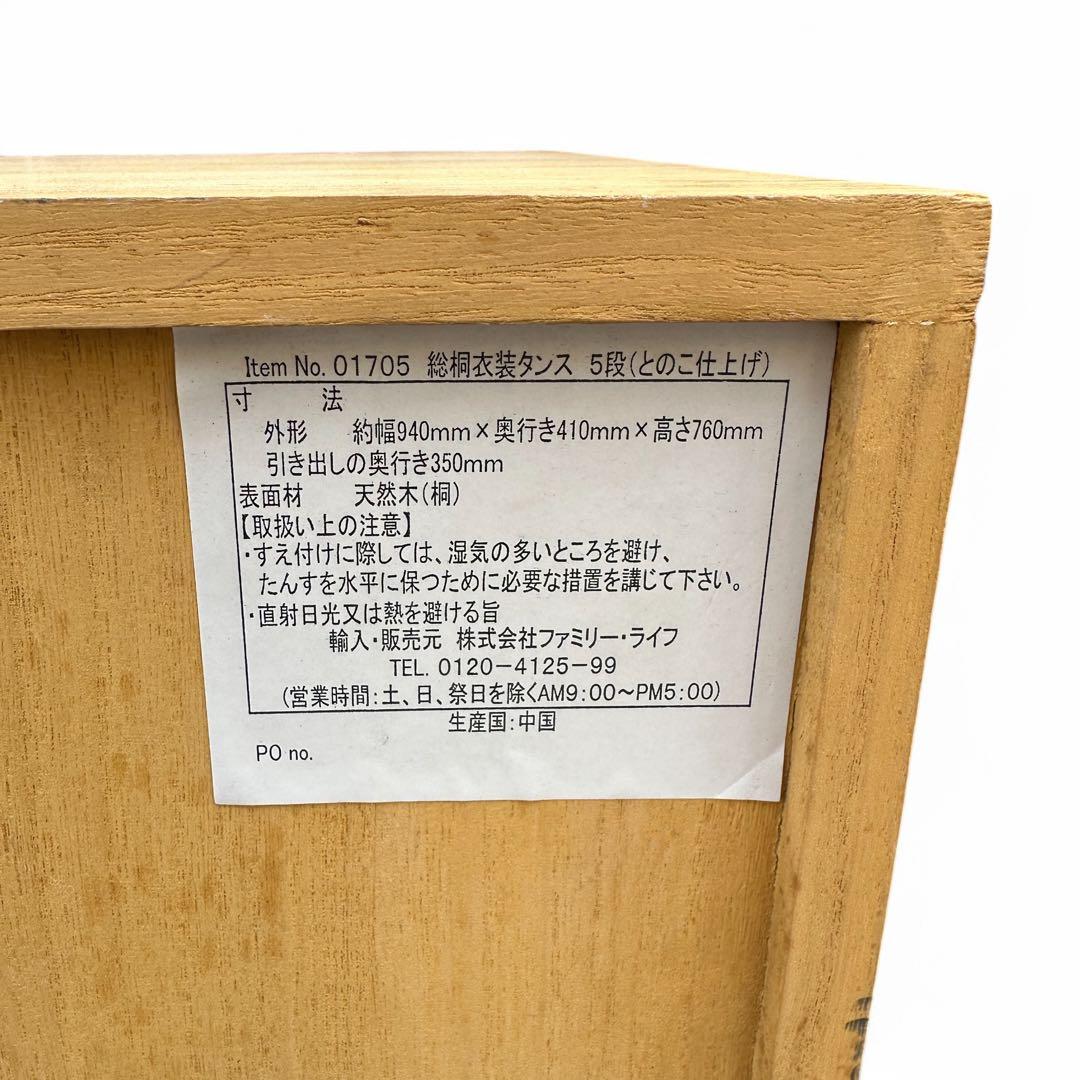 Item No. 01705 総桐衣装タンス 5段(とのこ仕上げ)
寸 法
外形 約幅940mm×奥行き410mm×高さ760mm
引き出しの奥行き350mm
表面材 天然木(桐)
【取扱い上の注意】
・すえ付けに際しては、湿気の多いところを避け、
たんすを水平に保つために必要な措置を講じて下さい。
・直射日光又は熱を避ける旨
輸入・販売元 株式会社ファミリー・ライフ
TEL. 0120-4125-99
(営業時間:土、日、祭日を除くAM9:00～PM5:00)
生産国:中国
PO no.